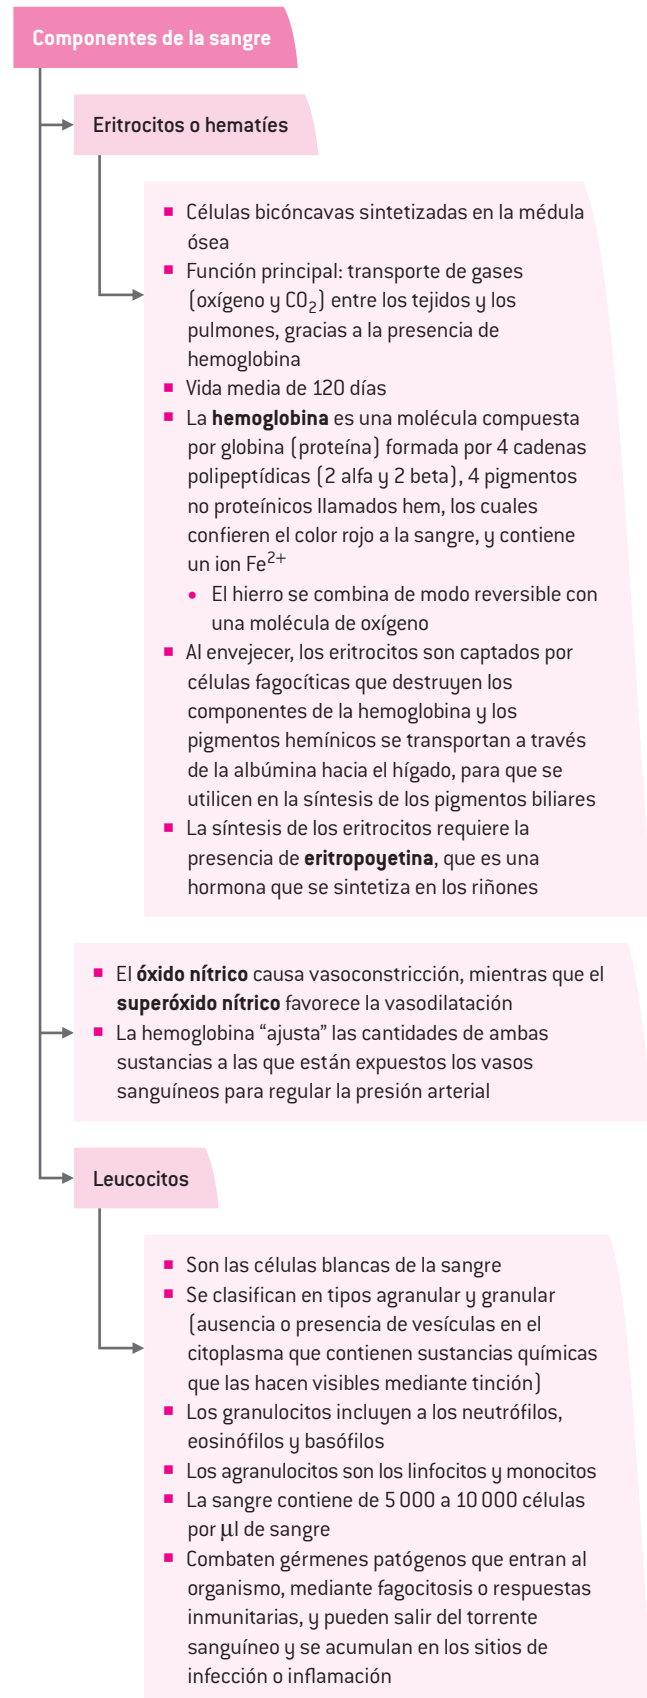 Componentes de la sangre
Eritrocitos o hematíes
▪ Células bicóncavas sintetizadas en la médula
ósea
▪ Función principal: transporte de gases
(oxígeno y CO₂) entre los tejidos y los
pulmones, gracias a la presencia de
hemoglobina
▪ Vida media de 120 días
▪ La hemoglobina es una molécula compuesta
por globina (proteína) formada por 4 cadenas
polipeptídicas (2 alfa y 2 beta), 4 pigmentos
no proteínicos llamados hem, los cuales
confieren el color rojo a la sangre, y contiene
un ion Fe²⁺
• El hierro se combina de modo reversible con
una molécula de oxígeno
▪ Al envejecer, los eritrocitos son captados por
células fagocíticas que destruyen los
componentes de la hemoglobina y los
pigmentos hemínicos se transportan a través
de la albúmina hacia el hígado, para que se
utilicen en la síntesis de los pigmentos biliares
▪ La síntesis de los eritrocitos requiere la
presencia de eritropoyetina, que es una
hormona que se sintetiza en los riñones
▪ El óxido nítrico causa vasoconstricción, mientras que el
superóxido nítrico favorece la vasodilatación
▪ La hemoglobina “ajusta” las cantidades de ambas
sustancias a las que están expuestos los vasos
sanguíneos para regular la presión arterial
Leucocitos
▪ Son las células blancas de la sangre
▪ Se clasifican en tipos agranular y granular
(ausencia o presencia de vesículas en el
citoplasma que contienen sustancias químicas
que las hacen visibles mediante tinción)
▪ Los granulocitos incluyen a los neutrófilos,
eosinófilos y basófilos
▪ Los agranulocitos son los linfocitos y monocitos
▪ La sangre contiene de 5 000 a 10 000 células
por μl de sangre
▪ Combaten gérmenes patógenos que entran al
organismo, mediante fagocitosis o respuestas
inmunitarias, y pueden salir del torrente
sanguíneo y se acumulan en los sitios de
infección o inflamación